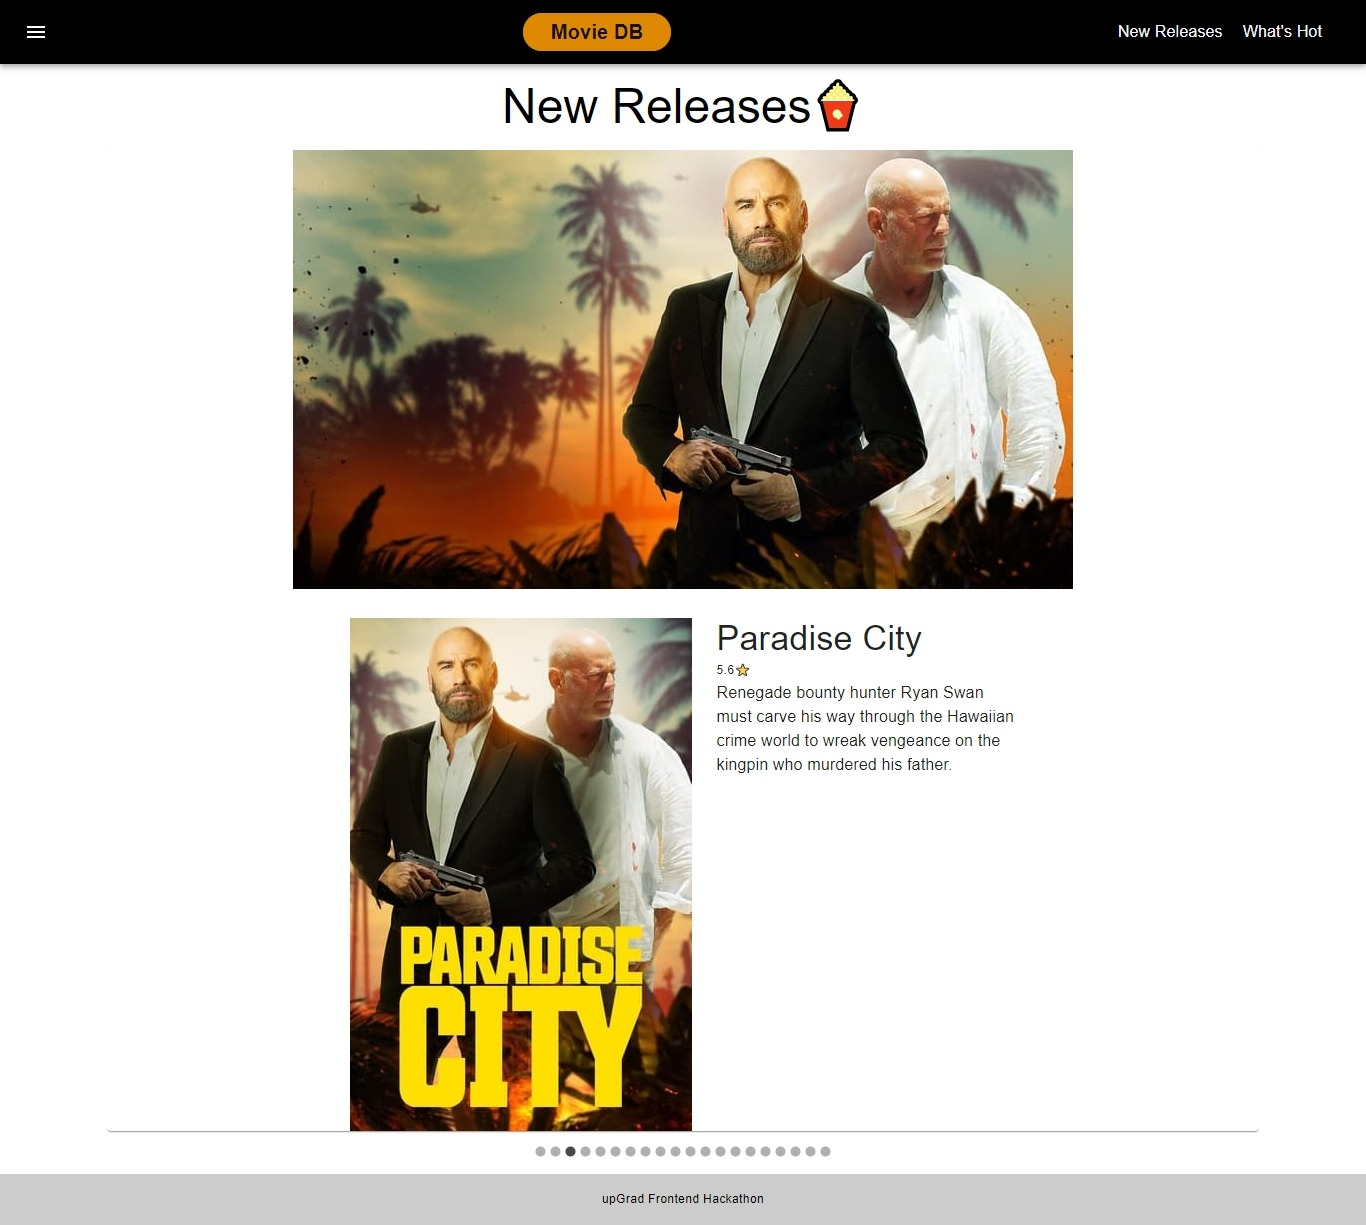 Movie DB
New Releases
What's Hot
New Releases
Paradise City
5.6
Renegade bounty hunter Ryan Swan
must carve his way through the Hawaiian
crime world to wreak vengeance on the
kingpin who murdered his father.
PARADISE
CITY
upGrad Frontend Hackathon